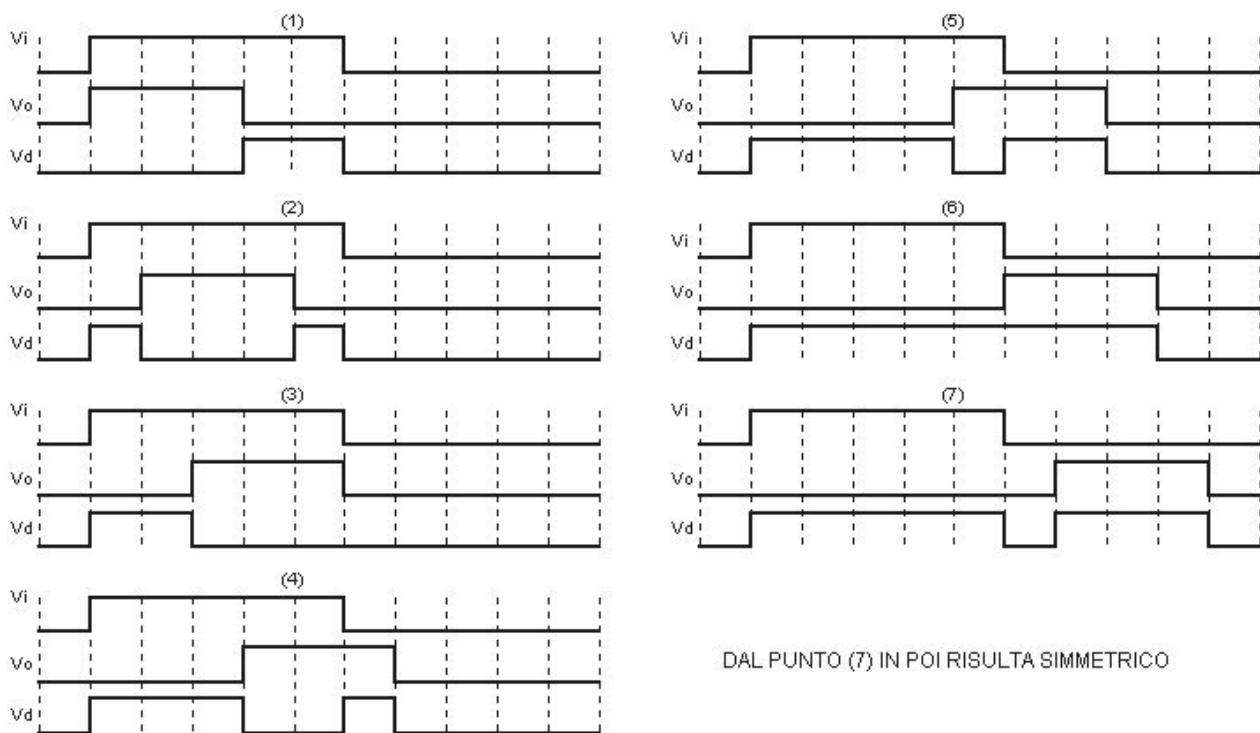 (1)
Vi
Vo
Vd
(2)
Vi
Vo
Vd
(3)
Vi
Vo
Vd
(4)
Vi
Vo
Vd
(5)
Vi
Vo
Vd
(6)
Vi
Vo
Vd
(7)
Vi
Vo
Vd
DAL PUNTO (7) IN POI RISULTA SIMMETRICO